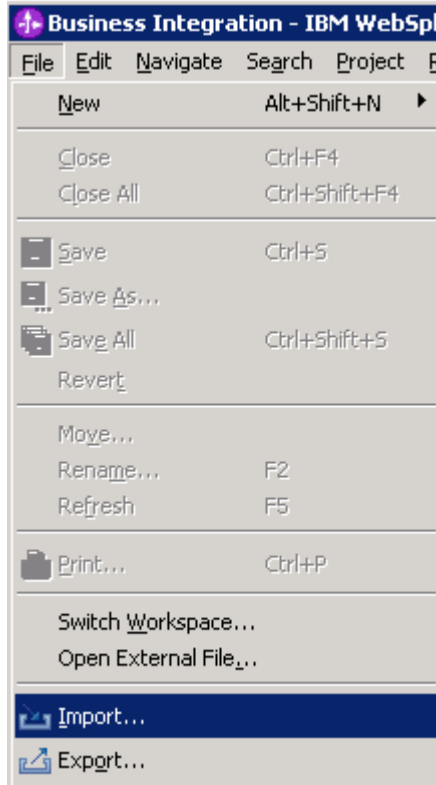 Business Integration - IBM WebSp
File Edit Navigate Search Project
New Alt+Shift+N
Close Ctrl+F4
Close All Ctrl+Shift+F4
Save Ctrl+S
Save As...
Save All Ctrl+Shift+S
Revert
Move...
Rename... F2
Refresh F5
Print... Ctrl+P
Switch Workspace...
Open External File...
Import...
Export...